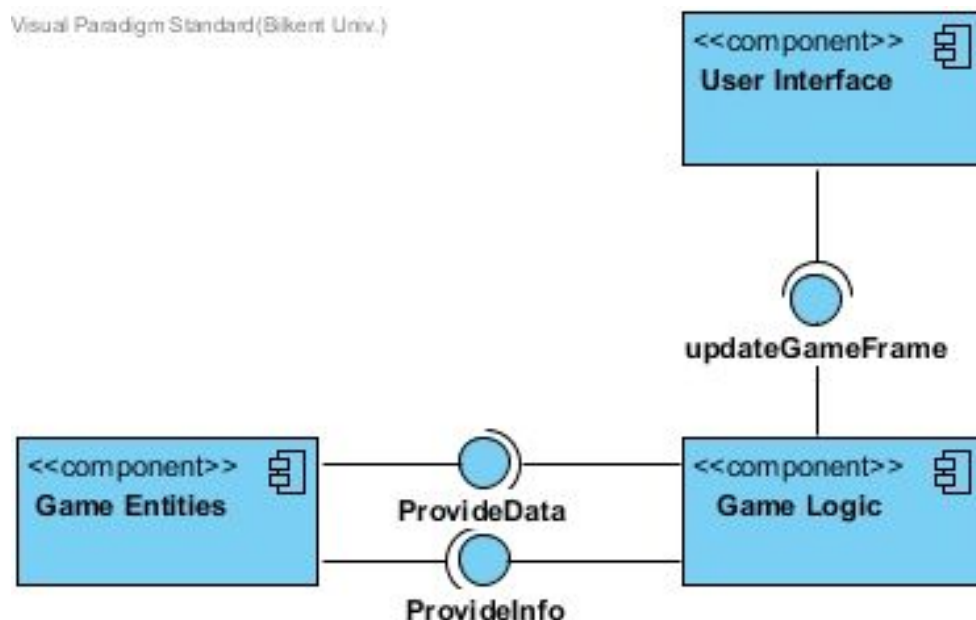 Visual Paradigm Standard(Bilkent Univ.)
<<component>>
User Interface
updateGameFrame
<<component>>
Game Entities
ProvideData
ProvideInfo
<<component>>
Game Logic